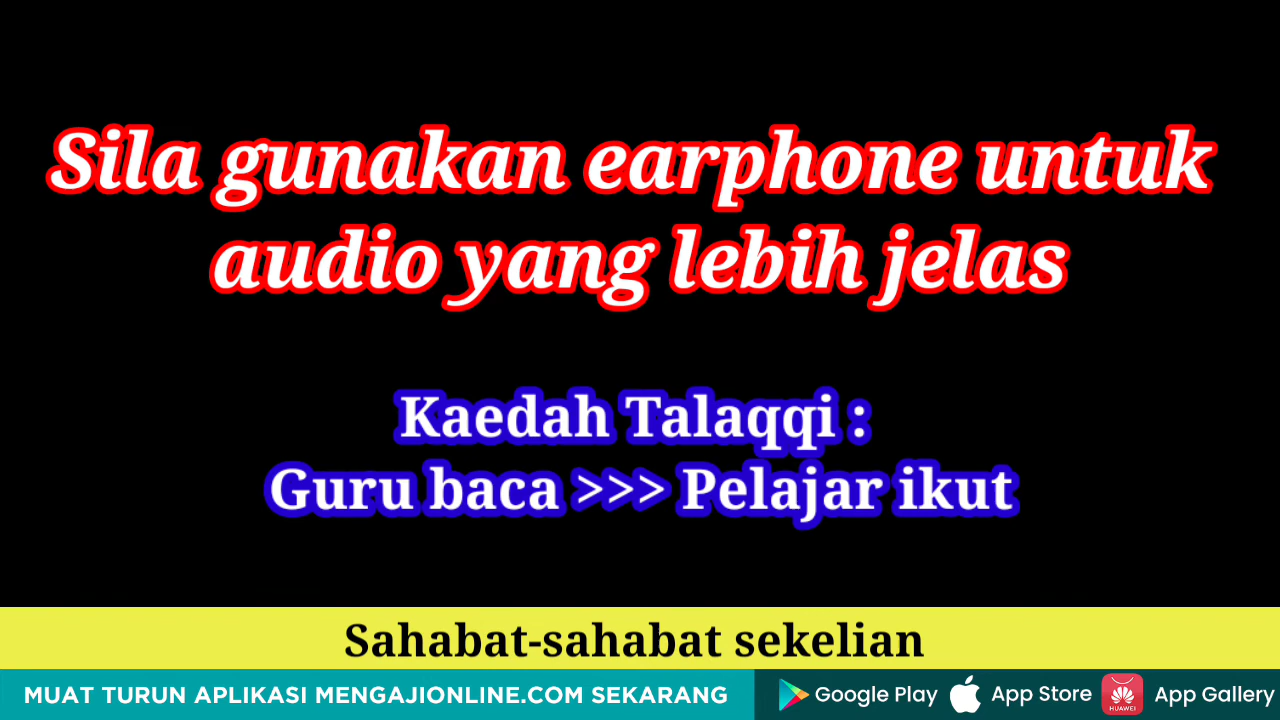 Sila gunakan earphone untuk
audio yang lebih jelas
Kaedah Talaqqi :
Guru baca >>> Pelajar ikut
Sahabat-sahabat sekelian
MUAT TURUN APLIKASI MENGAJIONLINE.COM SEKARANG
Google Play
App Store
HUAWEI
App Gallery